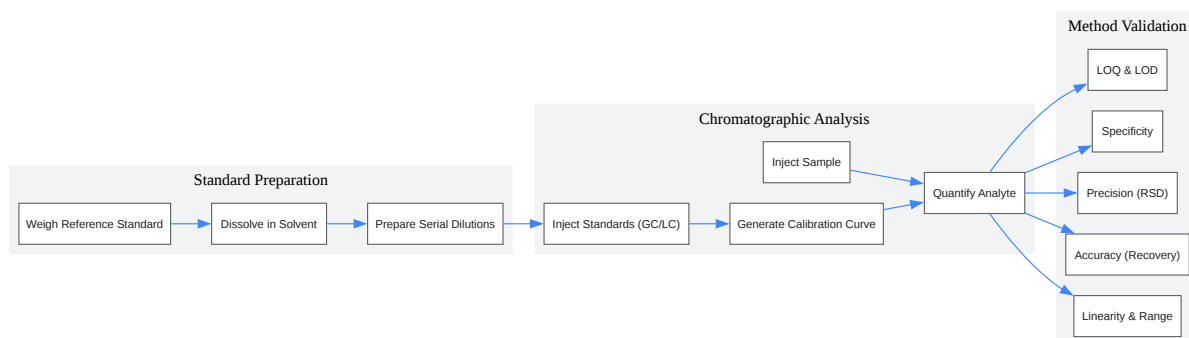 Standard Preparation
Weigh Reference Standard
Dissolve in Solvent
Prepare Serial Dilutions
Chromatographic Analysis
Inject Sample
Inject Standards (GC/LC)
Generate Calibration Curve
Quantify Analyte
Method Validation
LOQ & LOD
Specificity
Precision (RSD)
Accuracy (Recovery)
Linearity & Range